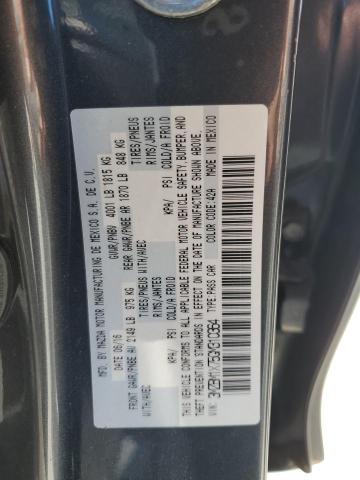 MFD. BY MAZDA MOTOR MANUFACTURING DE MEXICO S.A. DE C.V.
DATE: 06/16 GVWR/PNBV 4001 LB 1815 KG
FRONT GAWR/PNBE AV 2149 LB 975 KG REAR GAWR/PNBE AR 1870 LB 848 KG
WITH/AVEC TIRES/PNEUS WITH/AVEC TIRES/PNEUS
RIMS/JANTES
KPA/ PSI COLD/A FROID KPA/ PSI COLD/A FROID
THIS VEHICLE CONFORMS TO ALL APPLICABLE FEDERAL MOTOR VEHICLE SAFETY, BUMPER, AND
THEFT PREVENTION STANDARDS IN EFFECT ON THE DATE OF MANUFACTURE SHOWN ABOVE.
MADE IN MEXICO
VIN: TYPE: PASS CAR COLOR CODE: 42A